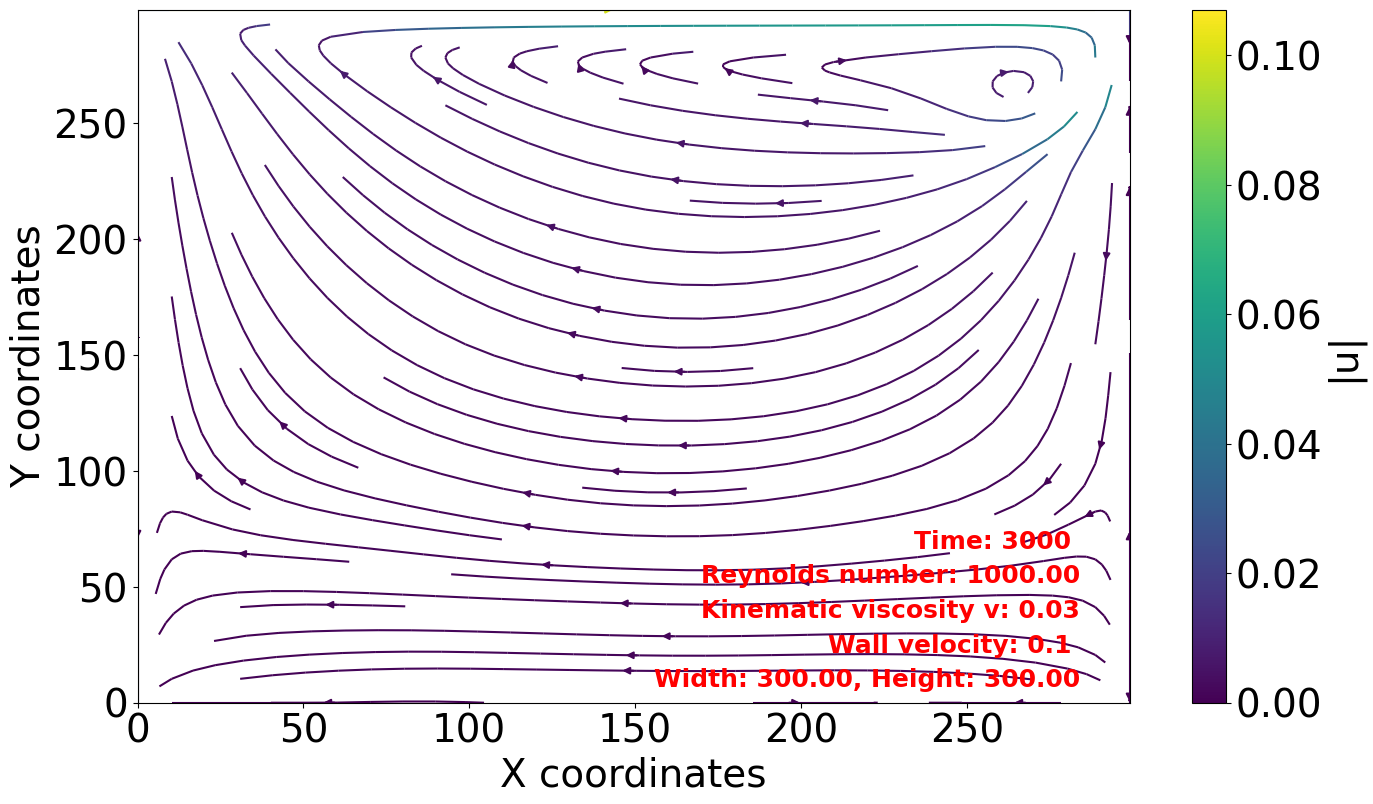 250
200
150
100
50
0
Y coordinates
0
50
100
150
200
250
X coordinates
Time: 3000
Reynolds number: 1000.00
Kinematic viscosity v: 0.03
Wall velocity: 0.1
Width: 300.00, Height: 300.00
0.10
0.08
0.06
0.04
0.02
0.00
|u|